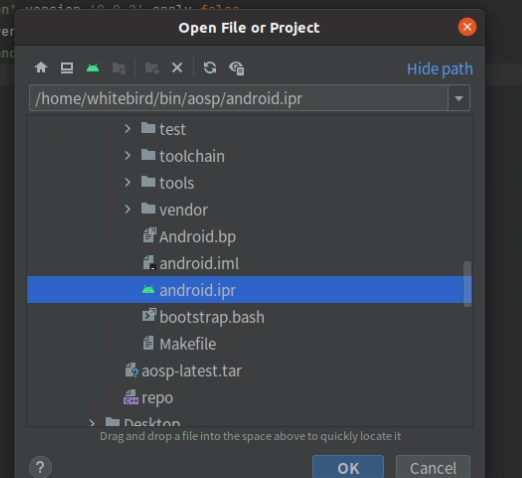 version '8.0.2' apply false
Open File or Project
Hide path
/home/whitebird/bin/aosp/android.ipr
test
toolchain
tools
vendor
Android.bp
android.iml
android.ipr
bootstrap.bash
Makefile
aosp-latest.tar
repo
Desktop
Drag and drop a file into the space above to quickly locate it
? OK Cancel